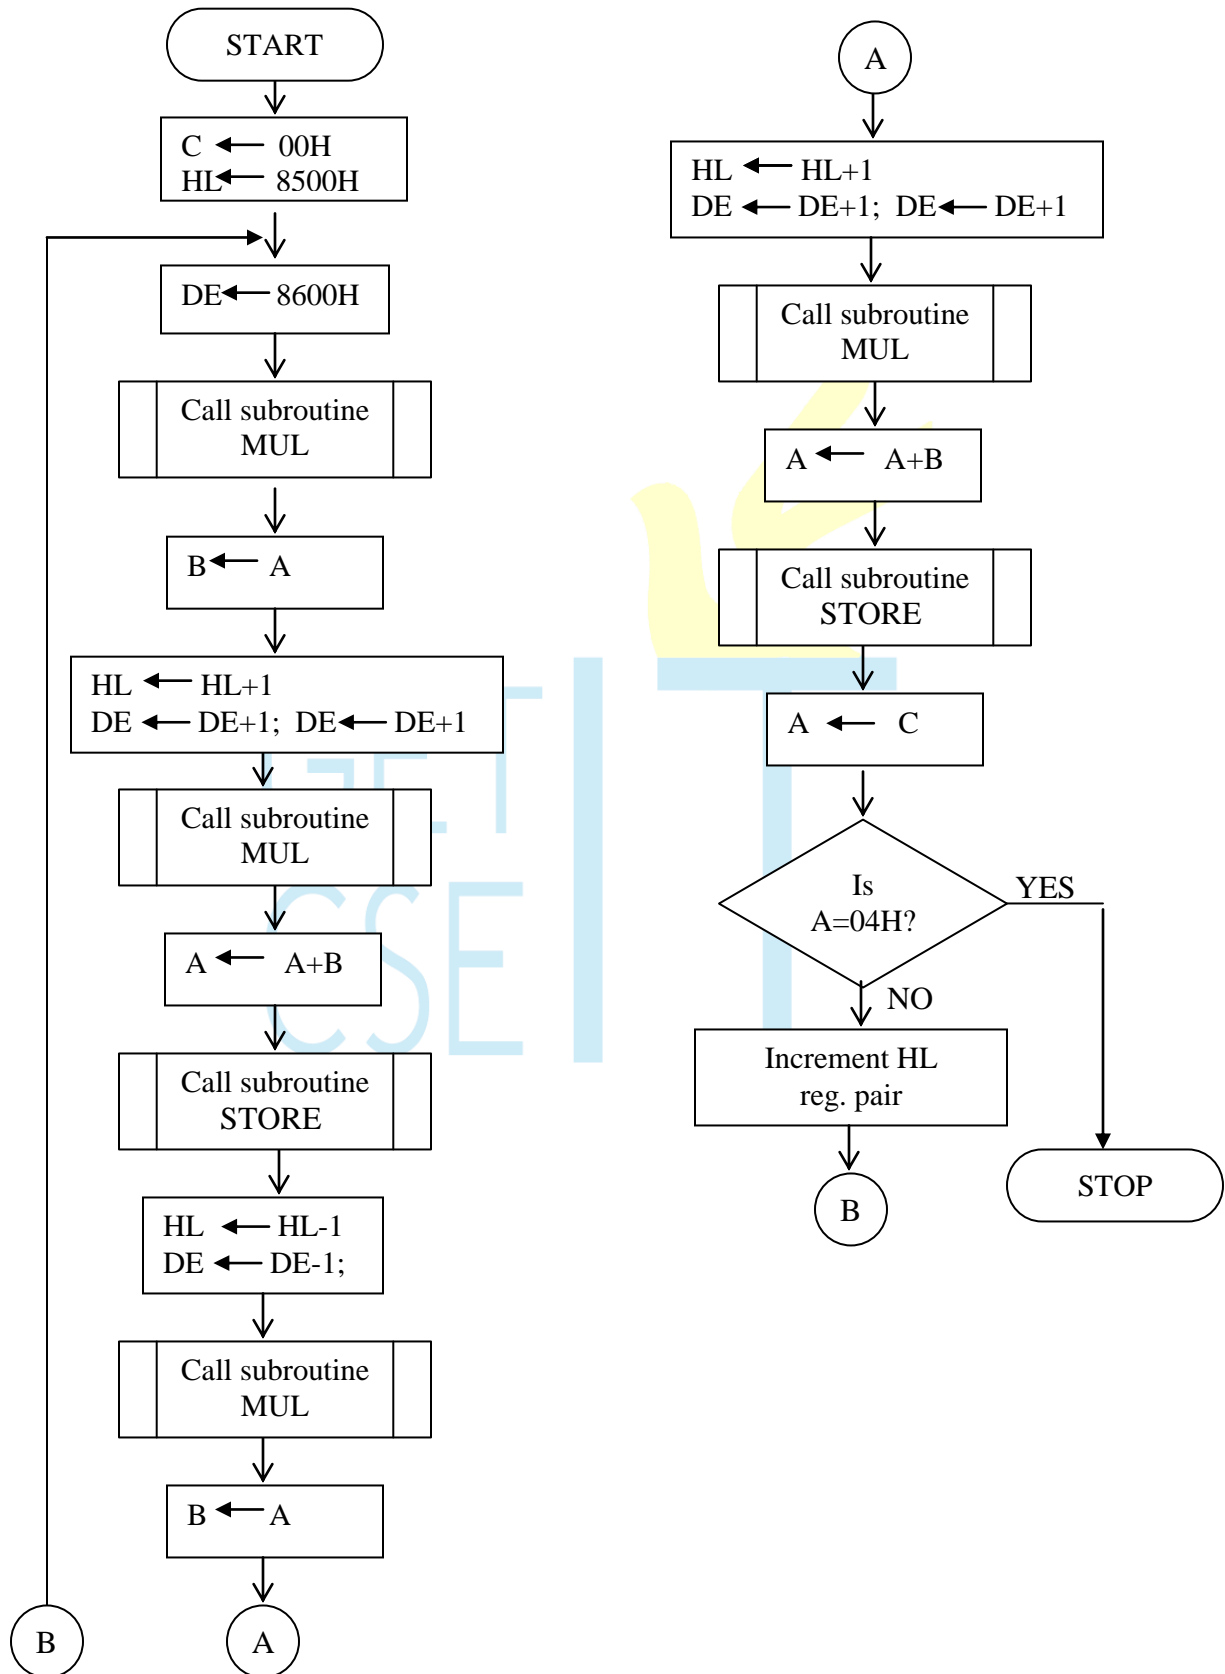 START
C ← 00H
HL ← 8500H
DE ← 8600H
Call subroutine
MUL
B ← A
HL ← HL+1
DE ← DE+1; DE ← DE+1
Call subroutine
MUL
A ← A+B
Call subroutine
STORE
HL ← HL-1
DE ← DE-1;
Call subroutine
MUL
B ← A
B
A
A
HL ← HL+1
DE ← DE+1; DE ← DE+1
Call subroutine
MUL
A ← A+B
Call subroutine
STORE
A ← C
Is
A=04H?
YES
NO
Increment HL
reg. pair
B
STOP
GET
CSE
IT